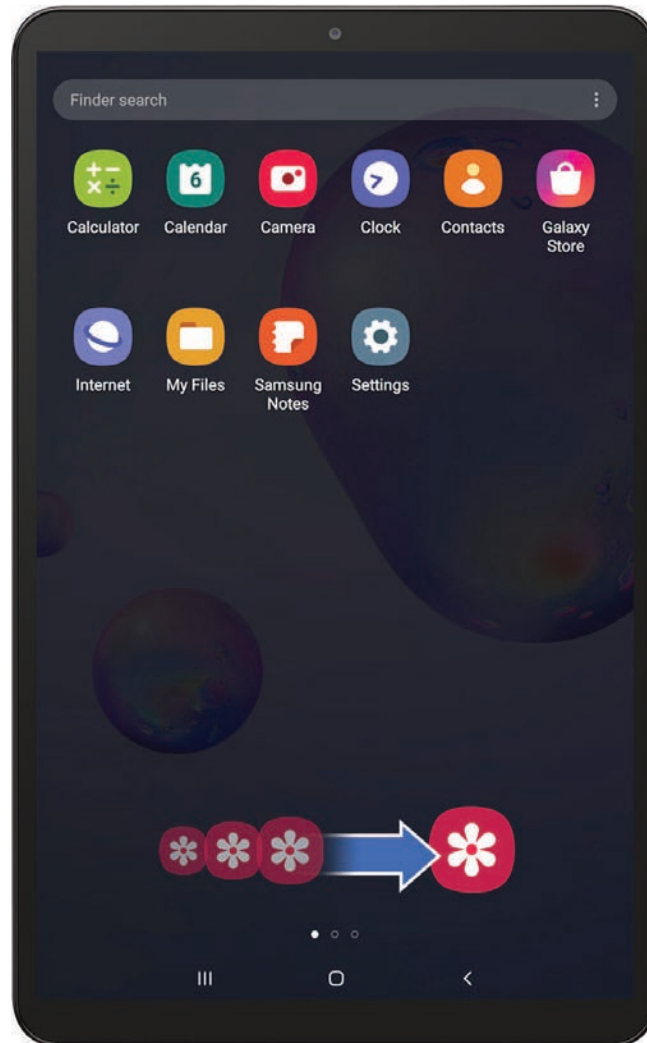 Finder search
Calculator Calendar Camera Clock Contacts Galaxy
Store
Internet My Files Samsung Settings
Notes